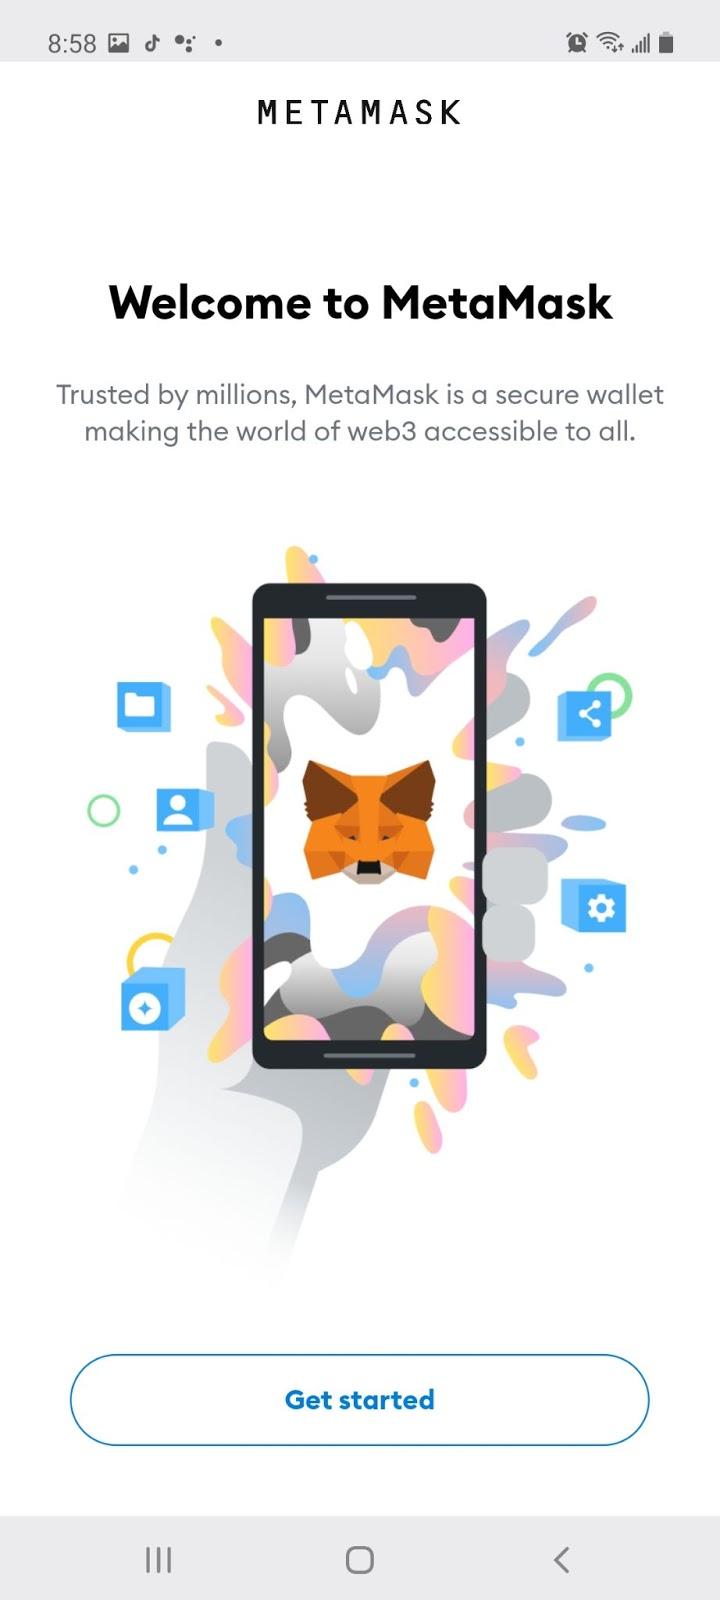 8:58
METAMASK
Welcome to MetaMask
Trusted by millions, MetaMask is a secure wallet
making the world of web3 accessible to all.
Get started